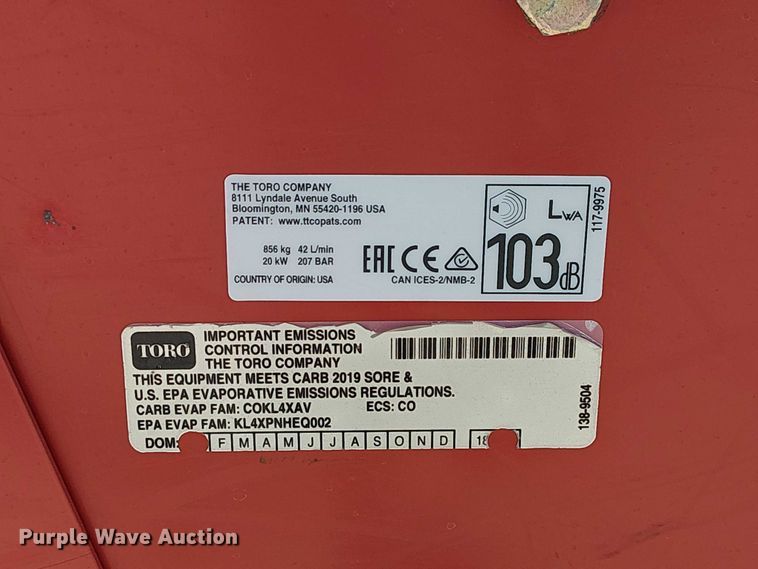 THE TORO COMPANY
8111 Lyndale Avenue South
Bloomington, MN 55420-1196 USA
PATENT: www.ttcopats.com
856 kg 42 L/min
20 kW 207 BAR
COUNTRY OF ORIGIN: USA
EAC CE
CAN ICES-2/NMB-2
LWA
103dB
117-9975
TORO
IMPORTANT EMISSIONS
CONTROL INFORMATION
THE TORO COMPANY
THIS EQUIPMENT MEETS CARB 2019 SORE &
U.S. EPA EVAPORATIVE EMISSIONS REGULATIONS.
CARB EVAP FAM: COKL4XAV ECS: CO
EPA EVAP FAM: KL4XPNHEQ002
DOM: F M A M J J A S O N D 18
138-9504
Purple Wave Auction